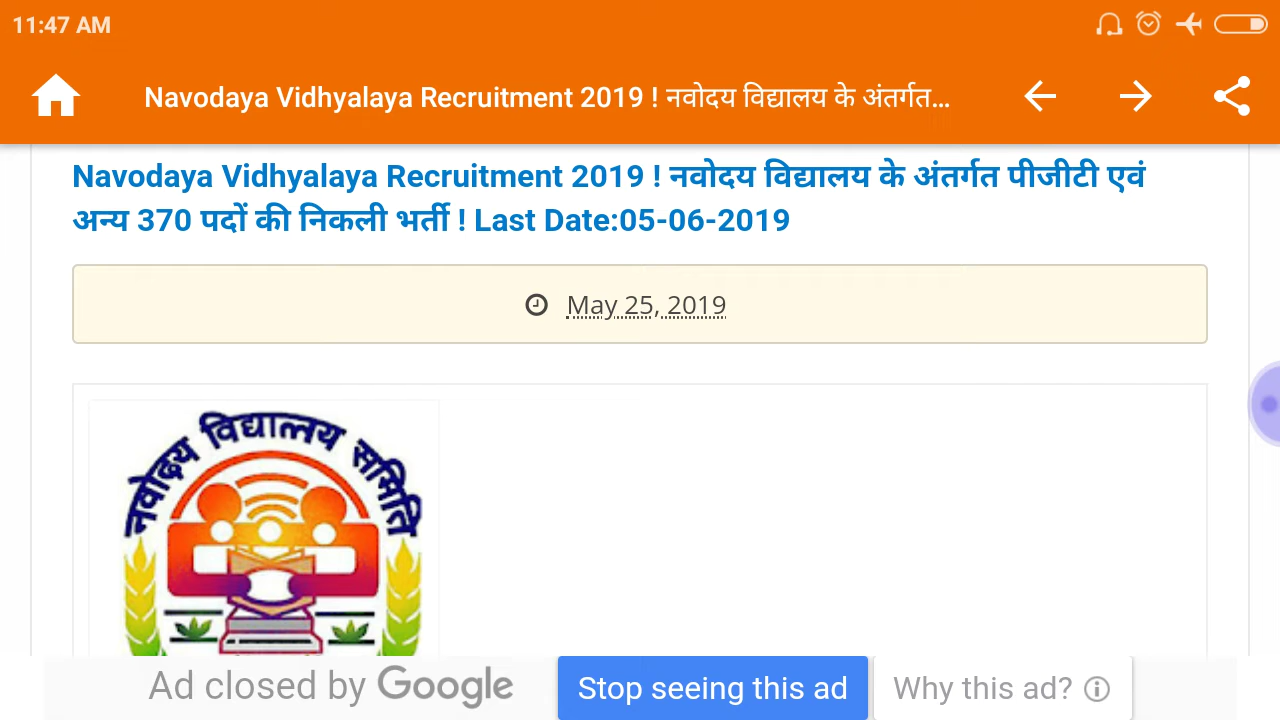 11:47 AM
Navodaya Vidhyalaya Recruitment 2019 ! नवोदय विद्यालय के अंतर्गत...
Navodaya Vidhyalaya Recruitment 2019 ! नवोदय विद्यालय के अंतर्गत पीजीटी एवं
अन्य 370 पदों की निकली भर्ती ! Last Date:05-06-2019
May 25, 2019
नवोदय विद्यालय समिति
Ad closed by Google
Stop seeing this ad
Why this ad?